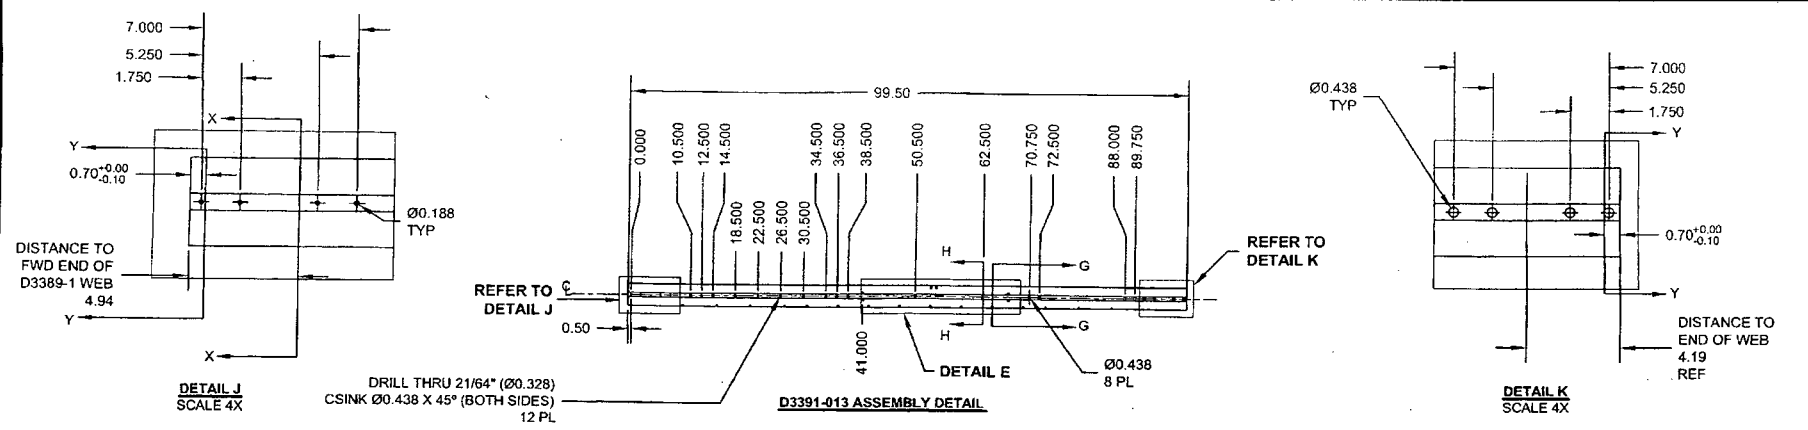 7.000
5.250
1.750
X
Y
0.70+0.00
-0.10
Ø0.188
TYP
DISTANCE TO
FWD END OF
D3389-1 WEB
4.94
Y
X
DETAIL J
SCALE 4X
99.50
0.000
10.500
12.500
14.500
18.500
22.500
26.500
30.500
34.500
36.500
38.500
50.500
62.500
70.750
72.500
88.000
89.750
H
G
REFER TO
DETAIL K
REFER TO
DETAIL J
℄
0.50
41.000
H
G
DETAIL E
Ø0.438
8 PL
DRILL THRU 21/64" (Ø0.328)
CSINK Ø0.438 X 45° (BOTH SIDES)
12 PL
D3391-013 ASSEMBLY DETAIL
Ø0.438
TYP
7.000
5.250
1.750
Y
0.70+0.00
-0.10
Y
DISTANCE TO
END OF WEB
4.19
REF
DETAIL K
SCALE 4X